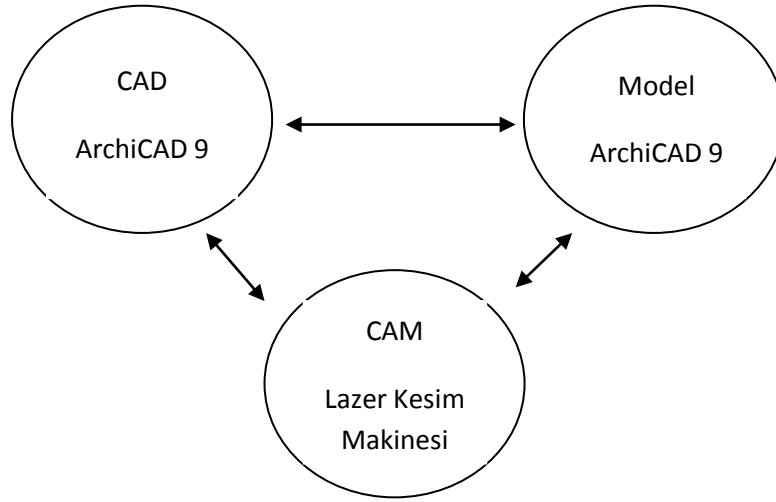 CAD
ArchiCAD 9
Model
ArchiCAD 9
CAM
Lazer Kesim
Makinesi